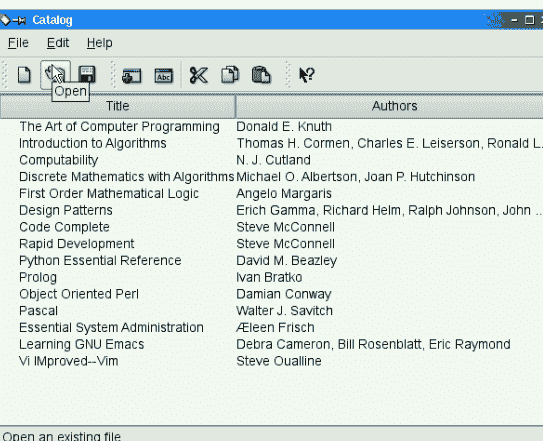 Catalog
File Edit Help
Abc
Open
Title Authors
The Art of Computer Programming Donald E. Knuth
Introduction to Algorithms Thomas H. Cormen, Charles E. Leiserson, Ronald L.
Computability N. J. Cutland
Discrete Mathematics with Algorithms Michael O. Albertson, Joan P. Hutchinson
First Order Mathematical Logic Angelo Margaris
Design Patterns Erich Gamma, Richard Helm, Ralph Johnson, John ...
Code Complete Steve McConnell
Rapid Development Steve McConnell
Python Essential Reference David M. Beazley
Prolog Ivan Bratko
Object Oriented Perl Damian Conway
Pascal Walter J. Savitch
Essential System Administration Æleen Frisch
Learning GNU Emacs Debra Cameron, Bill Rosenblatt, Eric Raymond
Vi IMproved--Vim Steve Oualline
Open an existing file